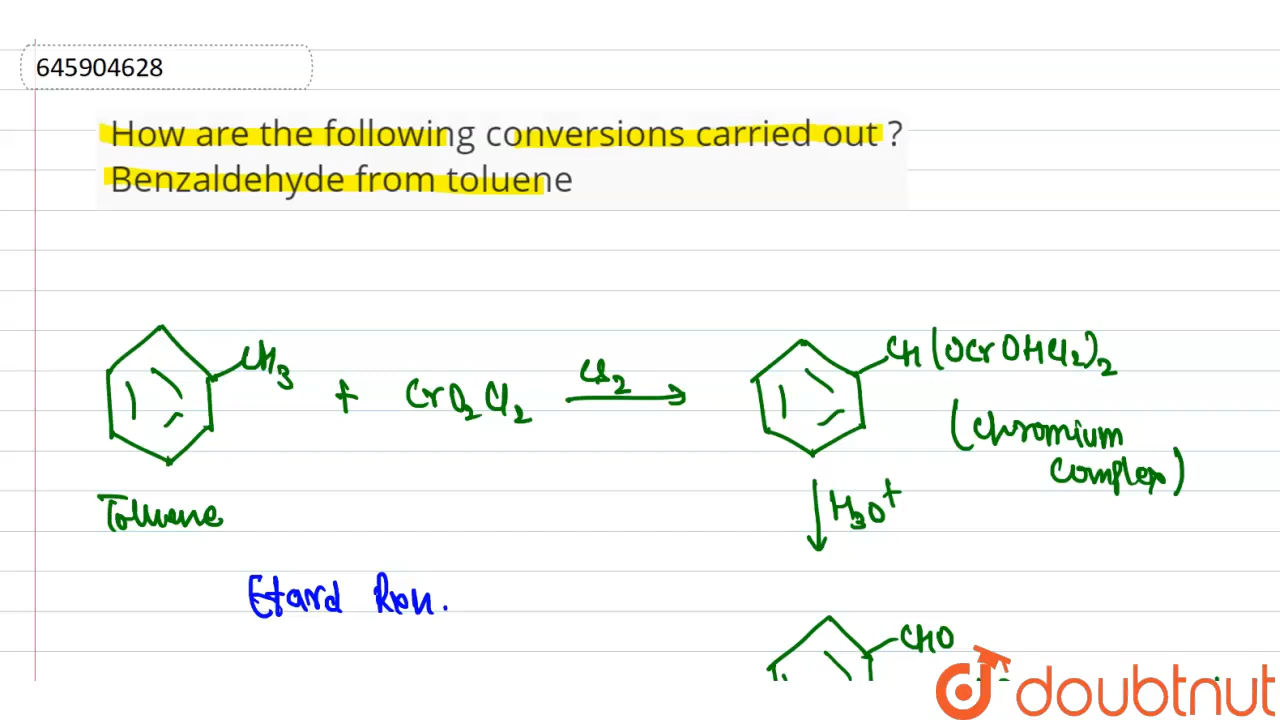 645904628
How are the following conversions carried out ?
Benzaldehyde from toluene
CH3 + CrO2Cl2 CS2 CH(OCrOHCl2)2
(Chromium
Complex)
H3O+
Toluene
Etard Rxn.
CHO
doubtnut